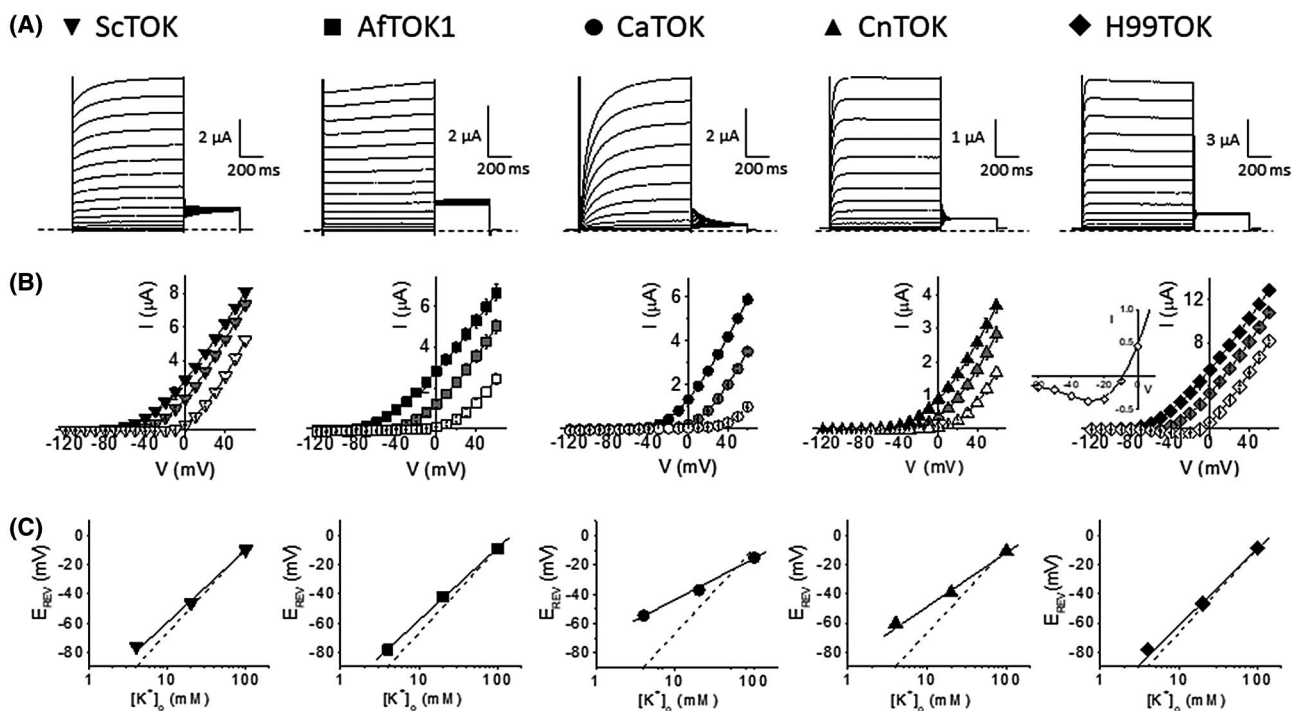 (A) ▼ ScTOK ■ AfTOK1 ● CaTOK ▲ CnTOK ◆ H99TOK
2 µA 2 µA 2 µA 1 µA 3 µA
200 ms 200 ms 200 ms 200 ms 200 ms
(B)
I (µA) I (µA) I (µA) I (µA) I (µA)
8 6 4 2
6 4 2
6 4 2
4 3 2 1
12 8 4
1.0 I 0.5 -0.5 V
-60 -40 -20 0
-120 -80 -40 0 40 -120 -80 -40 0 40 -120 -80 -40 0 40 -120 -80 -40 0 40 -120 -80 -40 0 40
V (mV) V (mV) V (mV) V (mV) V (mV)
(C)
E_REV (mV) E_REV (mV) E_REV (mV) E_REV (mV) E_REV (mV)
0 0 0 0 0
-20 -20 -20 -20 -20
-40 -40 -40 -40 -40
-60 -60 -60 -60 -60
-80 -80 -80 -80 -80
1 10 100 1 10 100 1 10 100 1 10 100 1 10 100
[K⁺]o (mM) [K⁺]o (mM) [K⁺]o (mM) [K⁺]o (mM) [K⁺]o (mM)